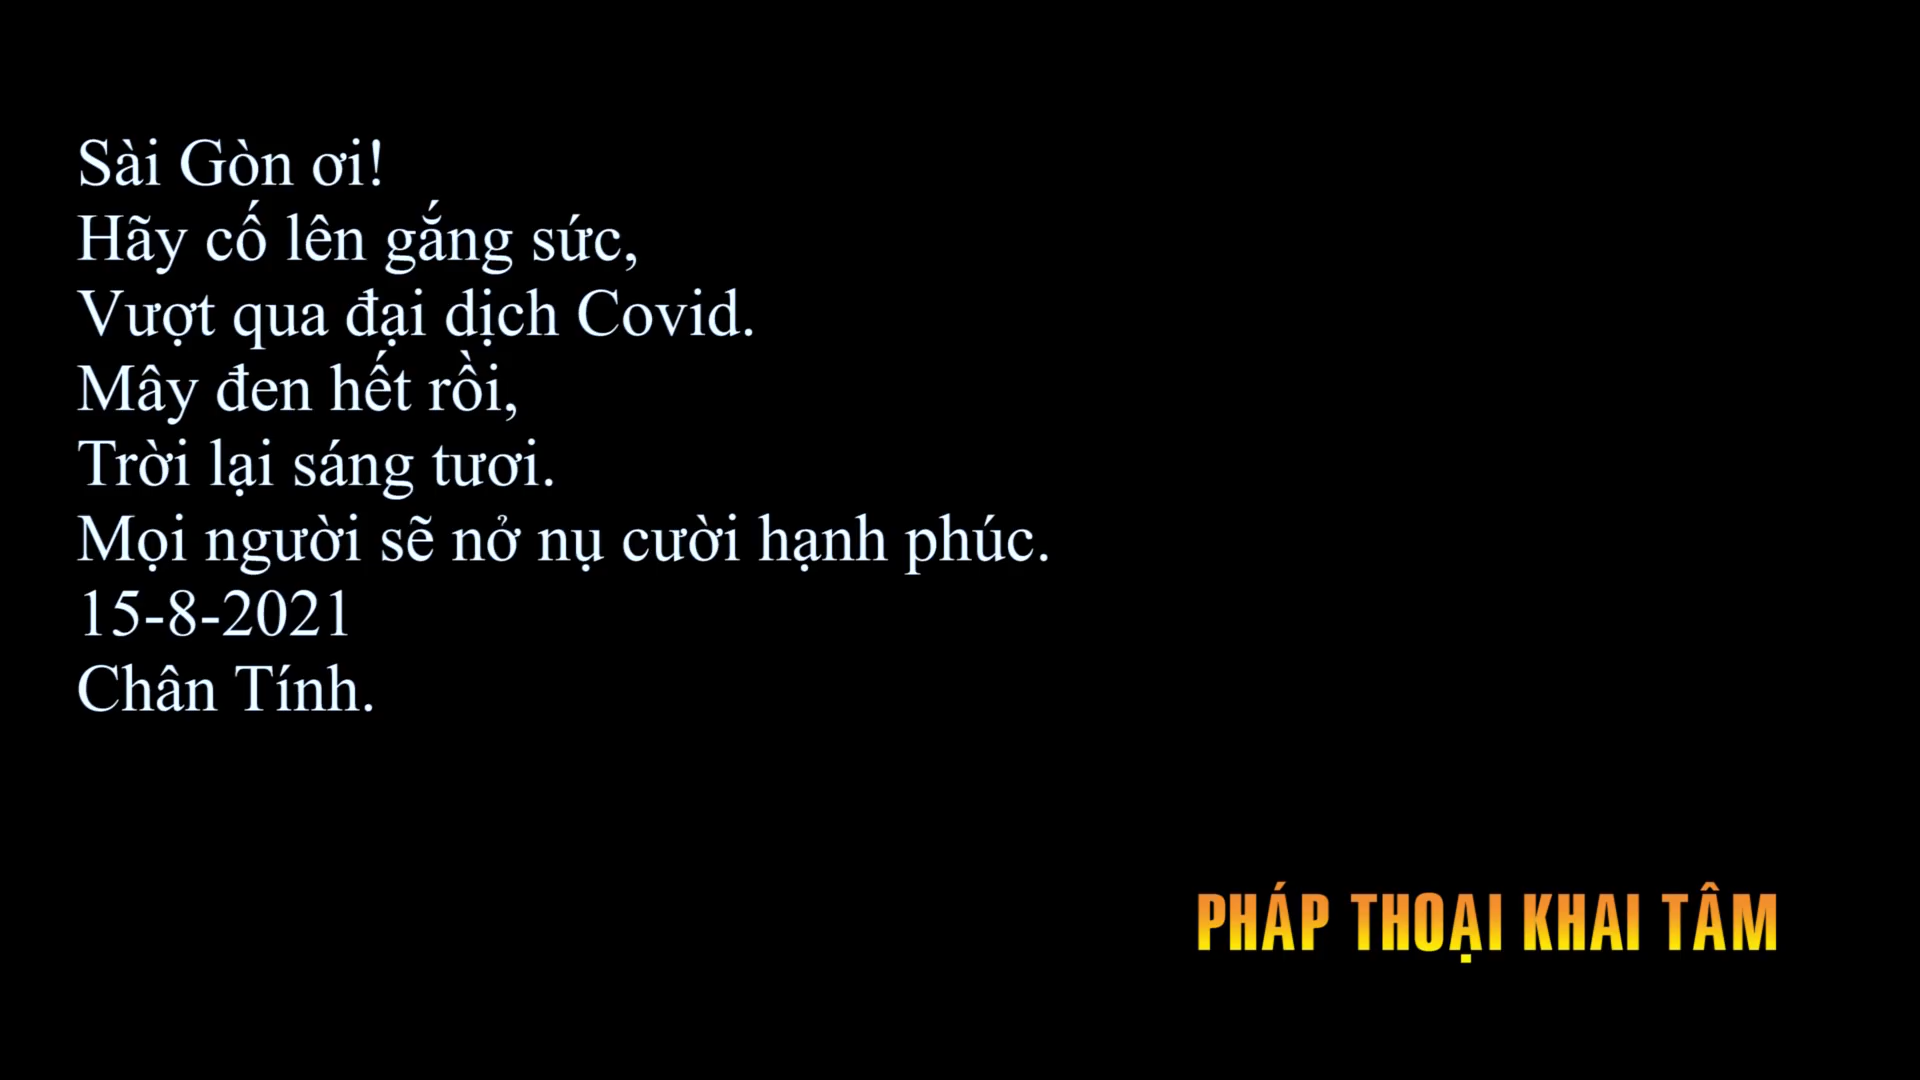 Sài Gòn ơi!
Hãy cố lên gắng sức,
Vượt qua đại dịch Covid.
Mây đen hết rồi,
Trời lại sáng tươi.
Mọi người sẽ nở nụ cười hạnh phúc.
15-8-2021
Chân Tính.
PHÁP THOẠI KHAI TÂM